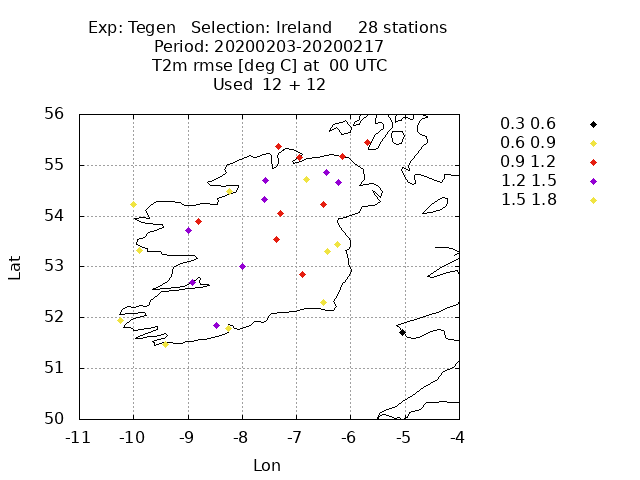 Exp: Tegen Selection: Ireland 28 stations
Period: 20200203-20200217
T2m rmse [deg C] at 00 UTC
Used 12 + 12
56
55
54
53
52
51
50
-11 -10 -9 -8 -7 -6 -5 -4
Lat
Lon
0.3 0.6
0.6 0.9
0.9 1.2
1.2 1.5
1.5 1.8